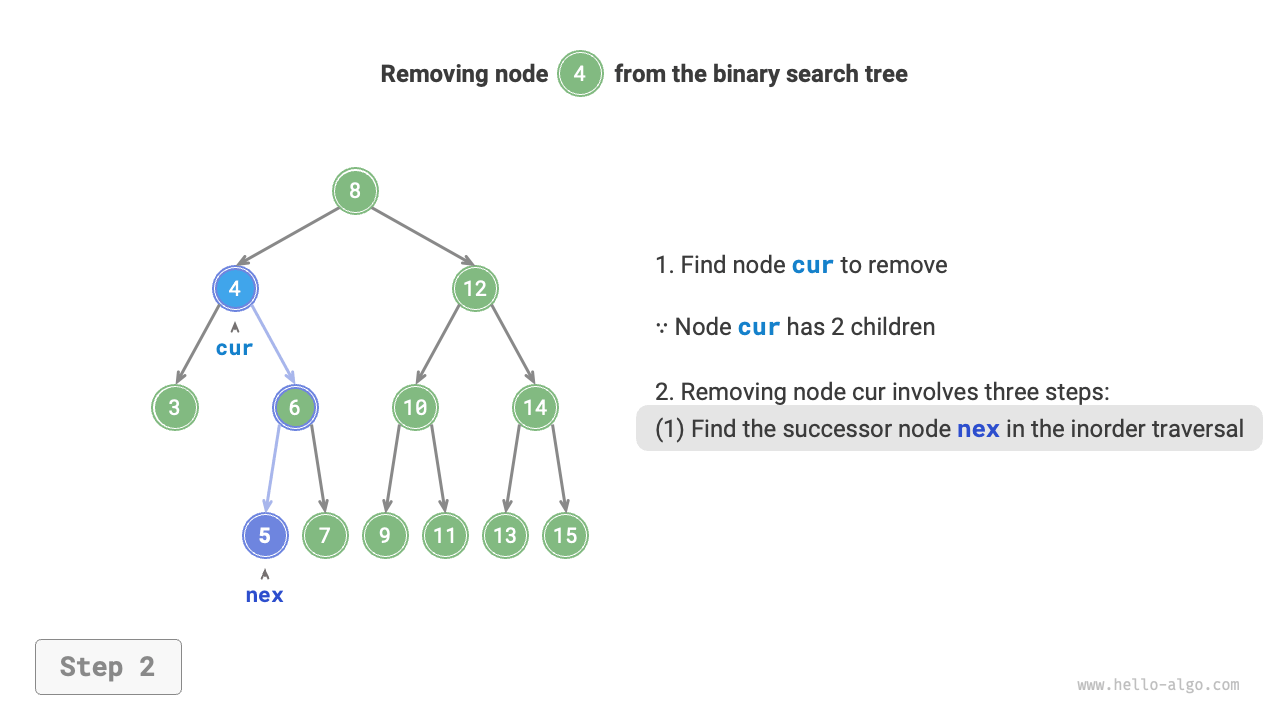 Removing node 4 from the binary search tree
8
4
12
cur
3
6
10
14
5
7
9
11
13
15
nex
1. Find node cur to remove
∵ Node cur has 2 children
2. Removing node cur involves three steps:
(1) Find the successor node nex in the inorder traversal
Step 2
www.hello-algo.com